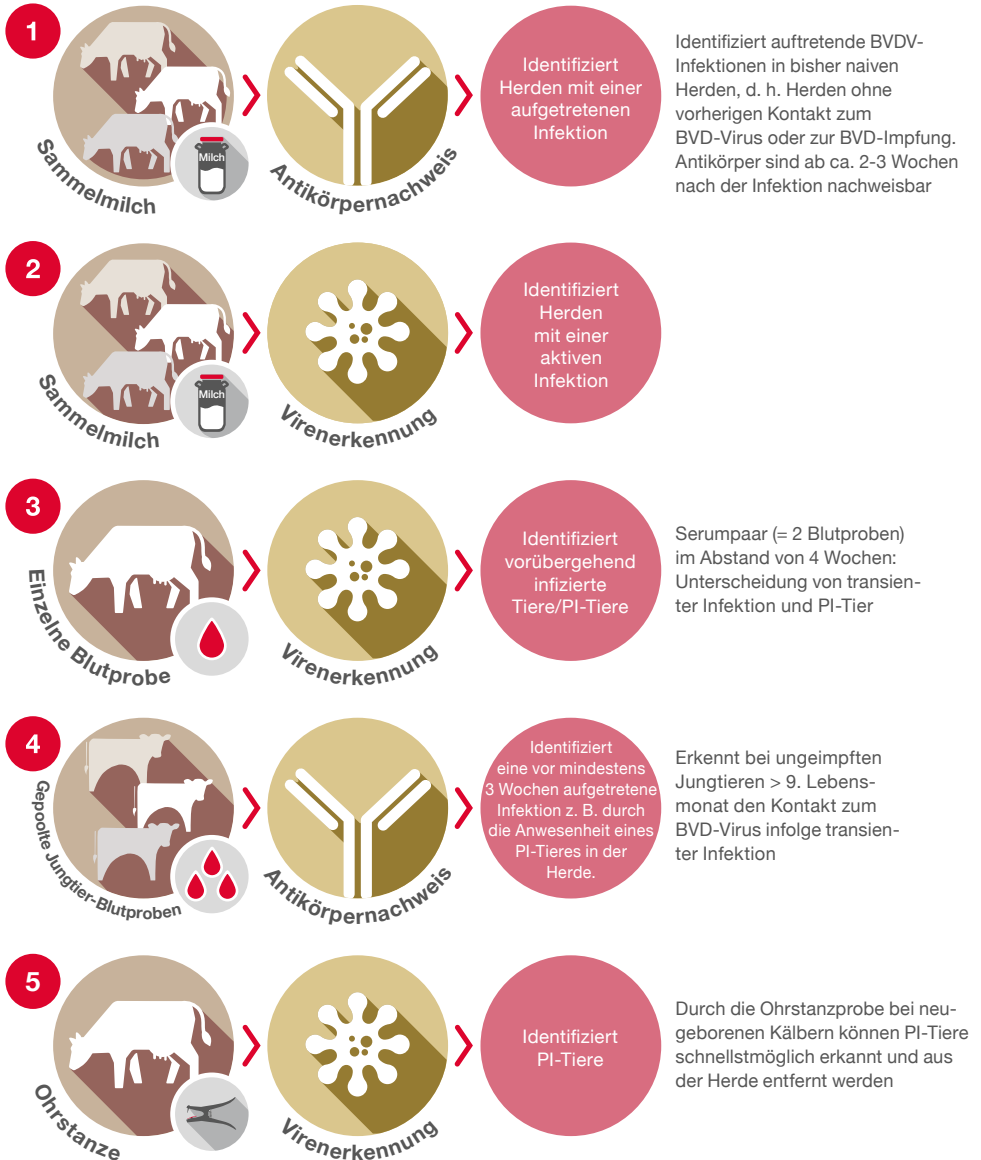 1
Sammelmilch
Milch
Antikörpernachweis
Identifiziert
Herden mit einer
aufgetretenen
Infektion
Identifiziert auftretende BVDV-
Infektionen in bisher naiven
Herden, d. h. Herden ohne
vorherigen Kontakt zum
BVD-Virus oder zur BVD-Impfung.
Antikörper sind ab ca. 2-3 Wochen
nach der Infektion nachweisbar
2
Sammelmilch
Milch
Virenerkennung
Identifiziert
Herden
mit einer
aktiven
Infektion
3
Einzelne Blutprobe
Virenerkennung
Identifiziert
vorübergehend
infizierte
Tiere/PI-Tiere
Serumpaar (= 2 Blutproben)
im Abstand von 4 Wochen:
Unterscheidung von transien-
ter Infektion und PI-Tier
4
Gepoolte Jungtier-Blutproben
Antikörpernachweis
Identifiziert
eine vor mindestens
3 Wochen aufgetretene
Infektion z. B. durch
die Anwesenheit eines
PI-Tieres in der
Herde.
Erkennt bei ungeimpften
Jungtieren > 9. Lebens-
monat den Kontakt zum
BVD-Virus infolge transien-
ter Infektion
5
Ohrstanze
Virenerkennung
Identifiziert
PI-Tiere
Durch die Ohrstanzprobe bei neu-
geborenen Kälbern können PI-Tiere
schnellstmöglich erkannt und aus
der Herde entfernt werden